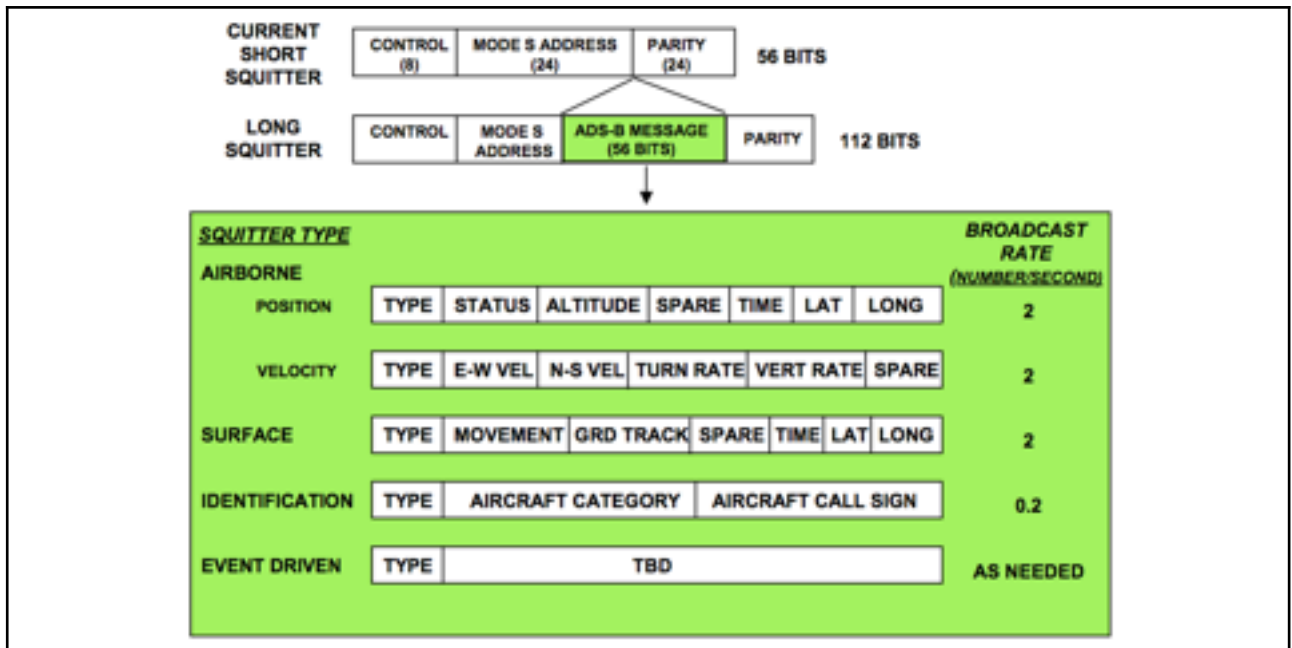 CURRENT
SHORT
SQUITTER
CONTROL
(8)
MODE S ADDRESS
(24)
PARITY
(24)
56 BITS
LONG
SQUITTER
CONTROL
MODE S
ADDRESS
ADS-B MESSAGE
(56 BITS)
PARITY
112 BITS
SQUITTER TYPE
BROADCAST
RATE
(NUMBER/SECOND)
AIRBORNE
POSITION TYPE STATUS ALTITUDE SPARE TIME LAT LONG 2
VELOCITY TYPE E-W VEL N-S VEL TURN RATE VERT RATE SPARE 2
SURFACE TYPE MOVEMENT GRD TRACK SPARE TIME LAT LONG 2
IDENTIFICATION TYPE AIRCRAFT CATEGORY AIRCRAFT CALL SIGN 0.2
EVENT DRIVEN TYPE TBD AS NEEDED